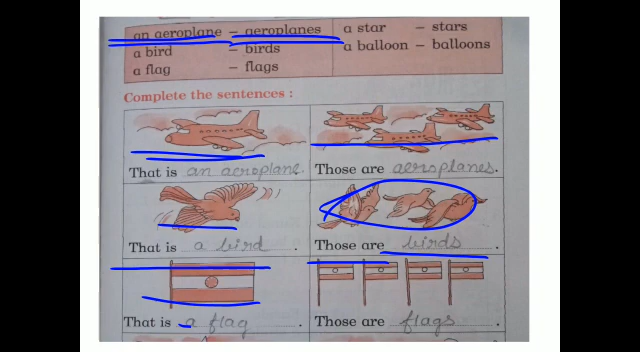 an aeroplane – aeroplanes a star – stars
a bird – birds a balloon – balloons
a flag – flags
Complete the sentences :
That is an aeroplane. Those are aeroplanes.
That is a bird. Those are birds.
That is a flag. Those are flags.